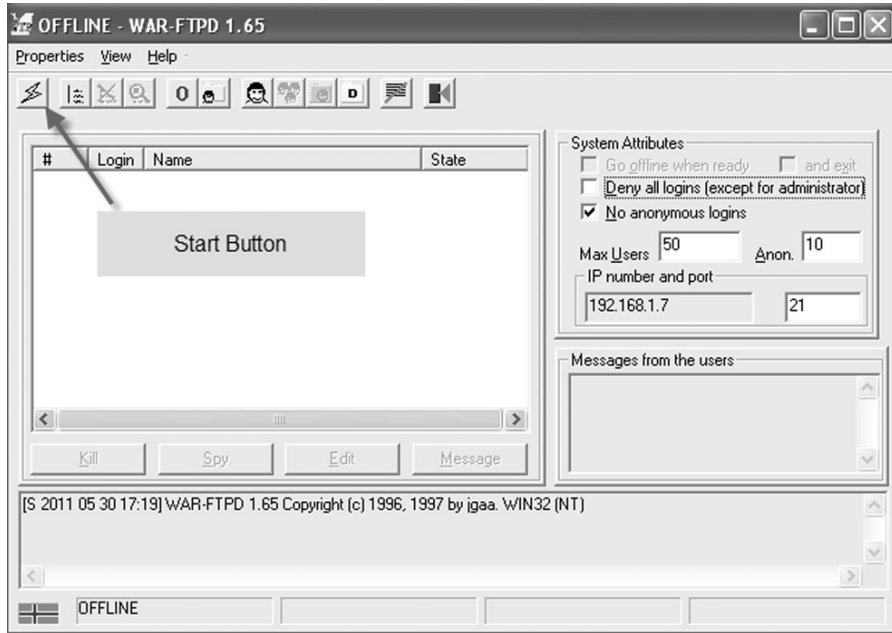 OFFLINE - WAR-FTPD 1.65
Properties View Help
# Login Name State
Start Button
Kill Spy Edit Message
System Attributes
Go offline when ready and exit
Deny all logins (except for administrator)
No anonymous logins
Max Users 50 Anon. 10
IP number and port
192.168.1.7 21
Messages from the users
[S 2011 05 30 17:19] WAR-FTPD 1.65 Copyright (c) 1996, 1997 by jgaa. WIN32 (NT)
OFFLINE